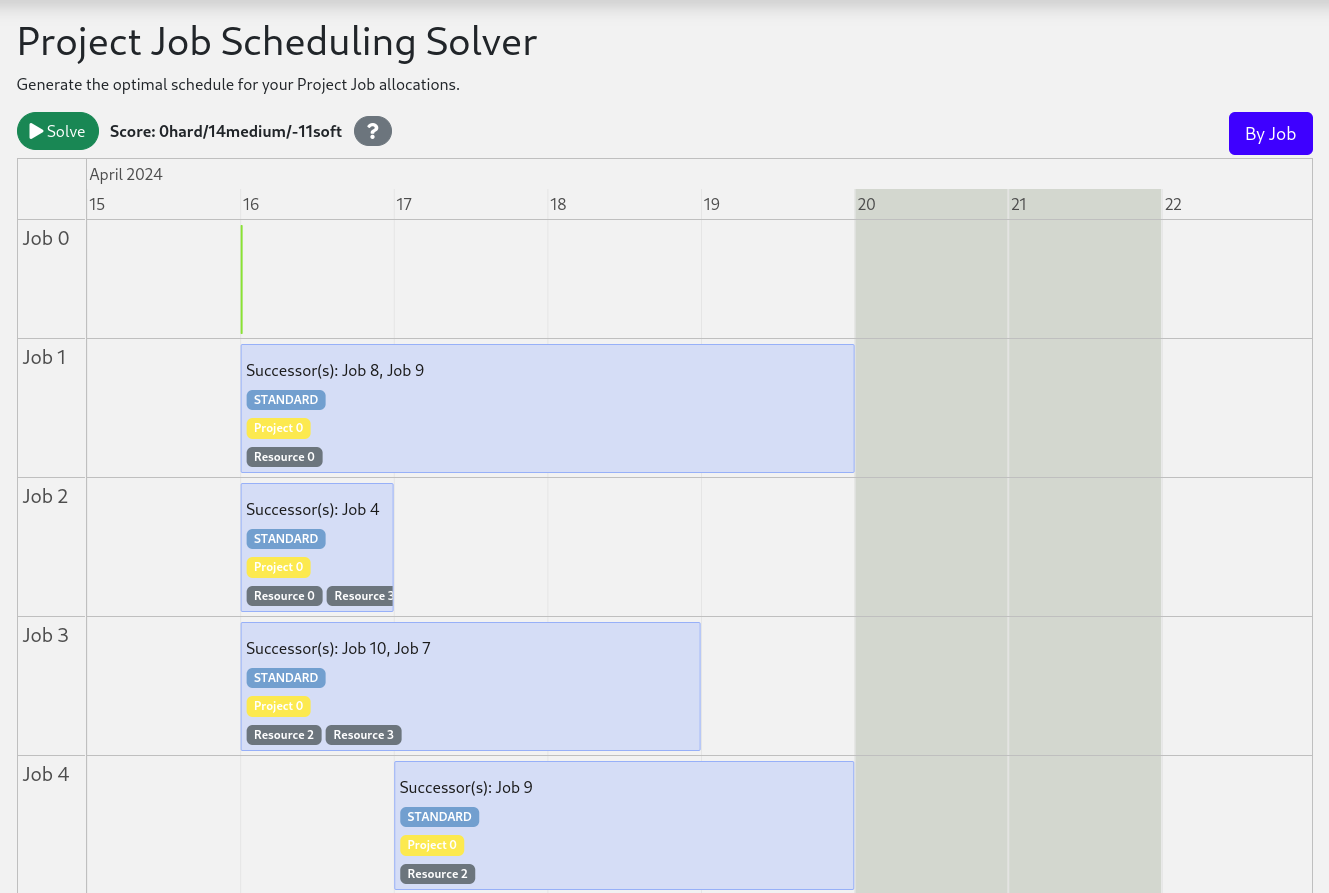 Project Job Scheduling Solver
Generate the optimal schedule for your Project Job allocations.
Solve Score: 0hard/14medium/-11soft ? By Job
April 2024
15 16 17 18 19 20 21 22
Job 0
Job 1
Successor(s): Job 8, Job 9
STANDARD
Project 0
Resource 0
Job 2
Successor(s): Job 4
STANDARD
Project 0
Resource 0 Resource 3
Job 3
Successor(s): Job 10, Job 7
STANDARD
Project 0
Resource 2 Resource 3
Job 4
Successor(s): Job 9
STANDARD
Project 0
Resource 2